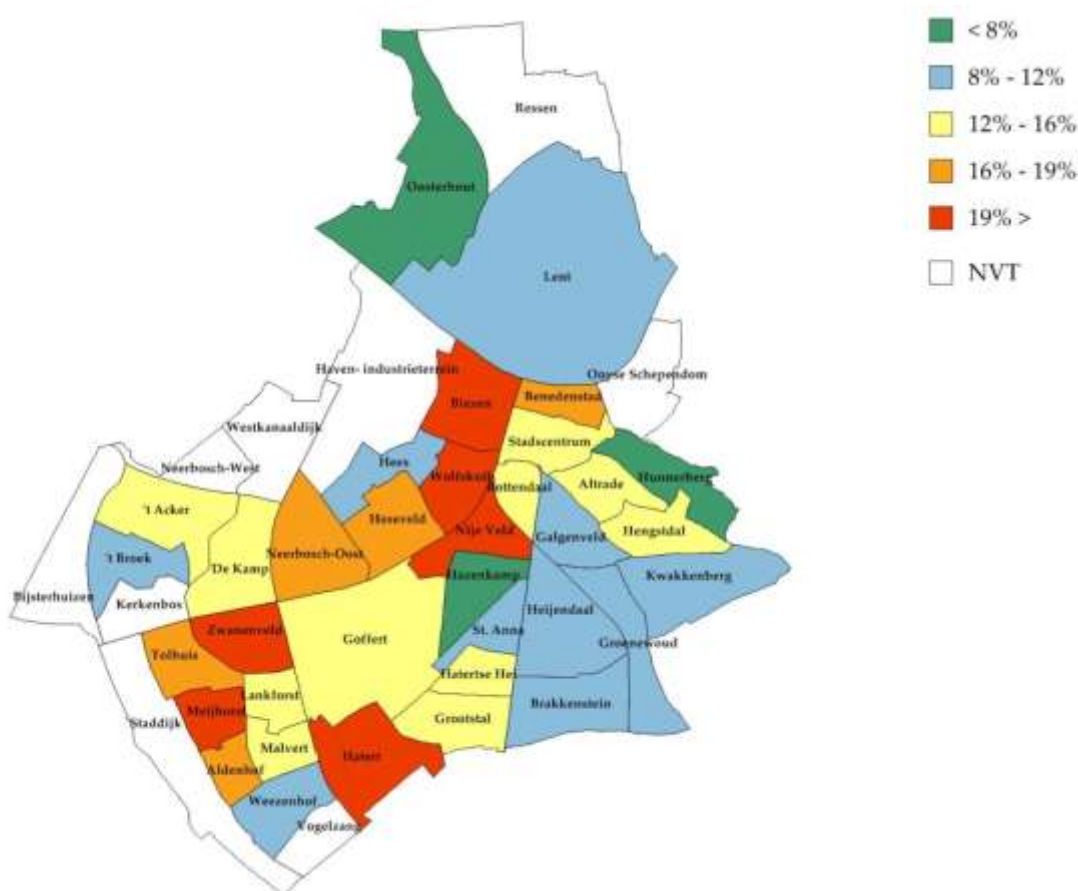 < 8%
8% - 12%
12% - 16%
16% - 19%
19% >
NVT
Ressen
Oosterhout
Lent
Haven- industrieterrein
Ooyse Schependom
Biezen
Benedenstad
Westkanaaldijk
Stadscentrum
Neerbosch-West
Hees
Wolfskuil
Hunnerberg
Altrade
Bottendaal
't Acker
Heseveld
Hengstdal
Nije Veld
Galgenveld
't Broek
Neerbosch-Oost
De Kamp
Hazenkamp
Kwakkenberg
Bijsterhuizen
Kerkenbos
Heijendaal
Zwanenveld
St. Anna
Goffert
Groenewoud
Tolhuis
Hatertse Hei
Lankforst
Brakkenstein
Meijhorst
Grootstal
Staddijk
Malvert
Hatert
Aldenhof
Weezenhof
Vogelzang